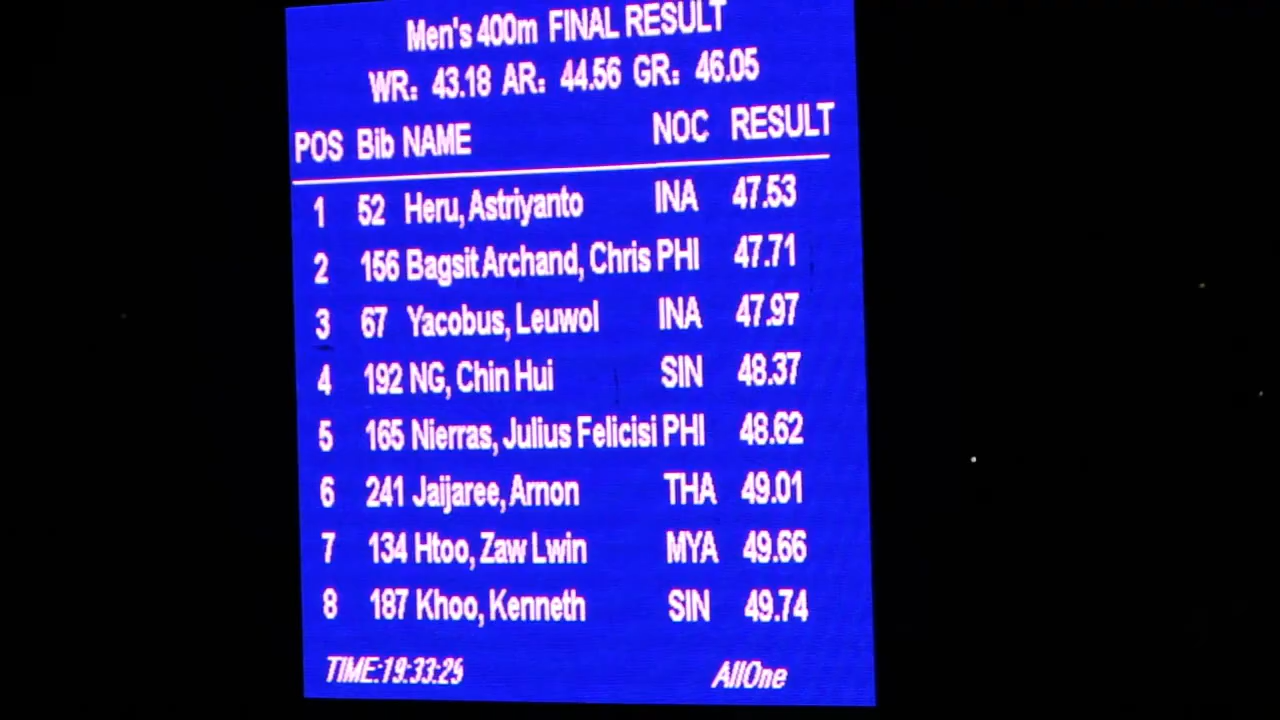 Men's 400m FINAL RESULT
WR: 43.18 AR: 44.56 GR: 46.05
POS Bib NAME NOC RESULT
1 52 Heru, Astriyanto INA 47.53
2 156 Bagsit Archand, Chris PHI 47.71
3 67 Yacobus, Leuwol INA 47.97
4 192 NG, Chin Hui SIN 48.37
5 165 Nierras, Julius Felicisi PHI 48.62
6 241 Jaijaree, Arnon THA 49.01
7 134 Htoo, Zaw Lwin MYA 49.66
8 187 Khoo, Kenneth SIN 49.74
TIME:19:33:29 AllOne